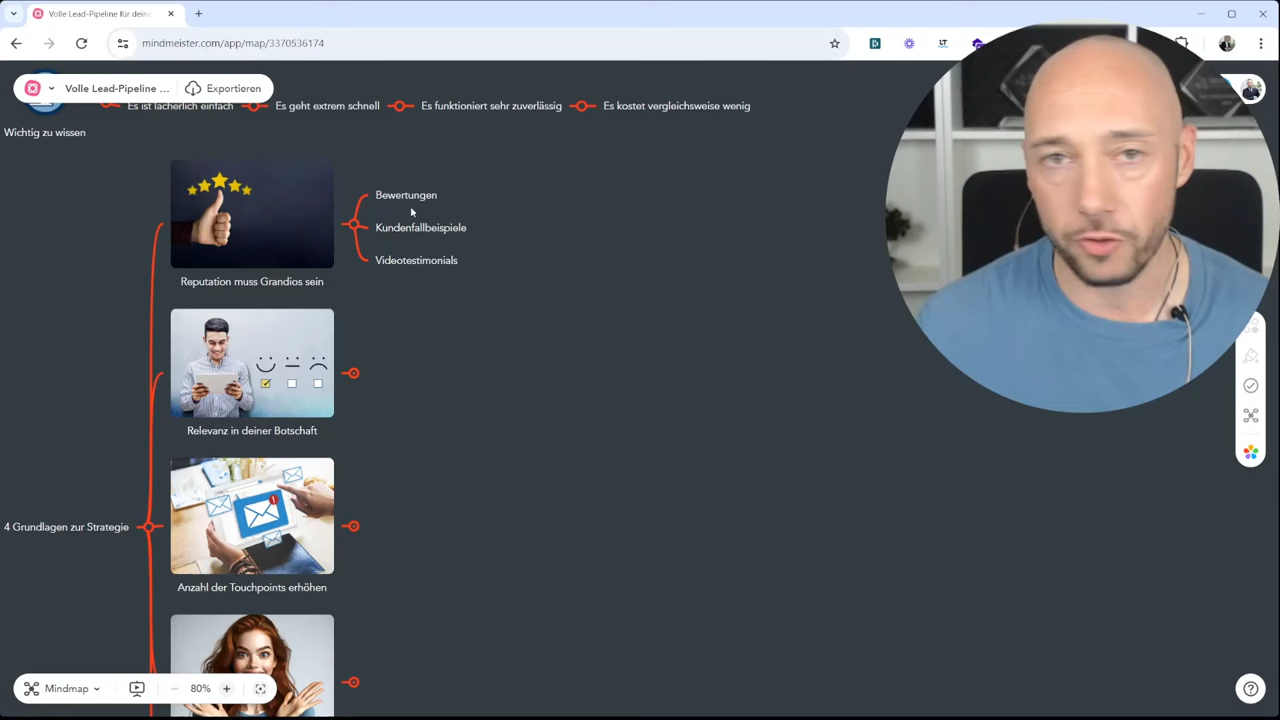 Volle Lead-Pipeline für deine
mindmeister.com/app/map/3370536174
LT
Volle Lead-Pipeline ...
Exportieren
Es ist lächerlich einfach
Es geht extrem schnell
Es funktioniert sehr zuverlässig
Es kostet vergleichsweise wenig
Wichtig zu wissen
Bewertungen
Kundenfallbeispiele
Videotestimonials
Reputation muss Grandios sein
Relevanz in deiner Botschaft
4 Grundlagen zur Strategie
Anzahl der Touchpoints erhöhen
Mindmap
80%